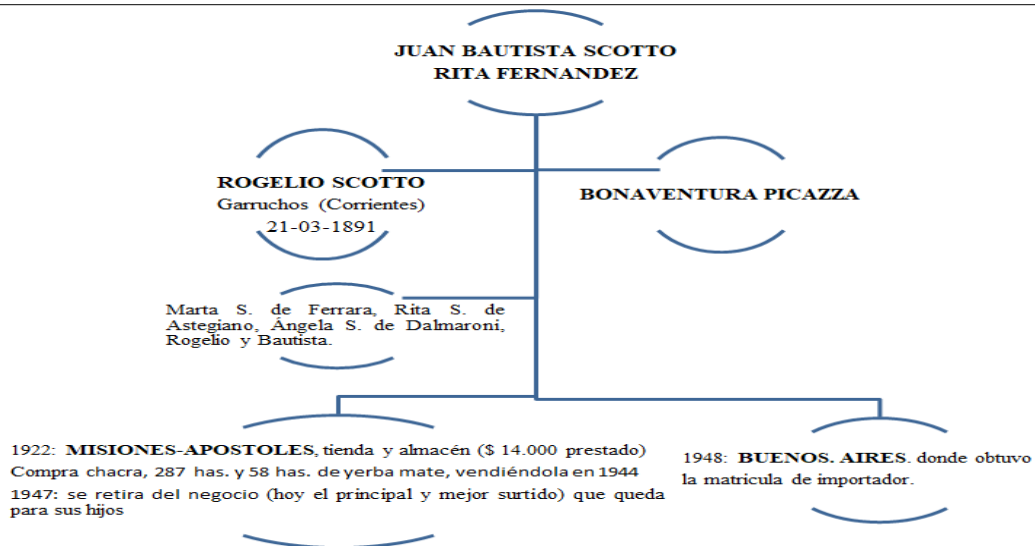 JUAN BAUTISTA SCOTTO
RITA FERNANDEZ
ROGELIO SCOTTO
Garruchos (Corrientes)
21-03-1891
BONAVENTURA PICAZZA
Marta S. de Ferrara, Rita S. de
Astegiano, Ángela S. de Dalmaroni,
Rogelio y Bautista.
1922: MISIONES-APOSTOLES, tienda y almacén ($ 14.000 prestado)
Compra chacra, 287 has. y 58 has. de yerba mate, vendiéndola en 1944
1947: se retira del negocio (hoy el principal y mejor surtido) que queda
para sus hijos
1948: BUENOS. AIRES. donde obtuvo
la matricula de importador.